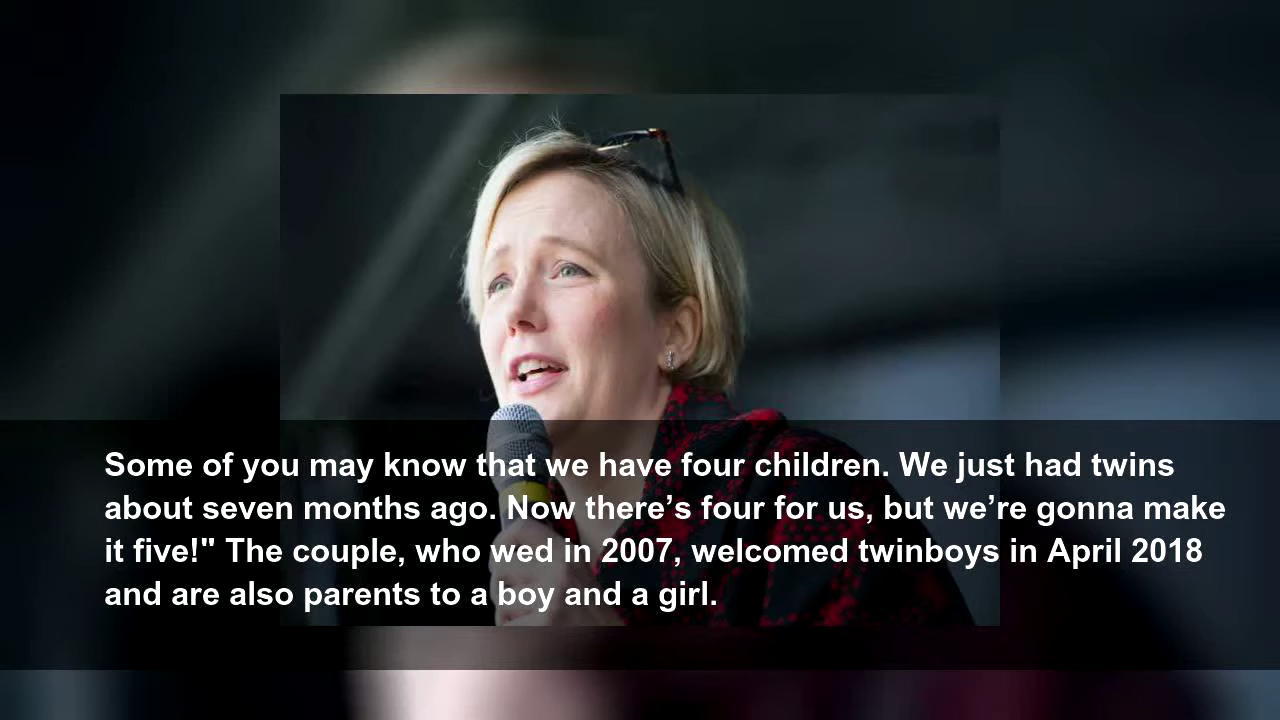 Some of you may know that we have four children. We just had twins
about seven months ago. Now there’s four for us, but we’re gonna make
it five!" The couple, who wed in 2007, welcomed twinboys in April 2018
and are also parents to a boy and a girl.